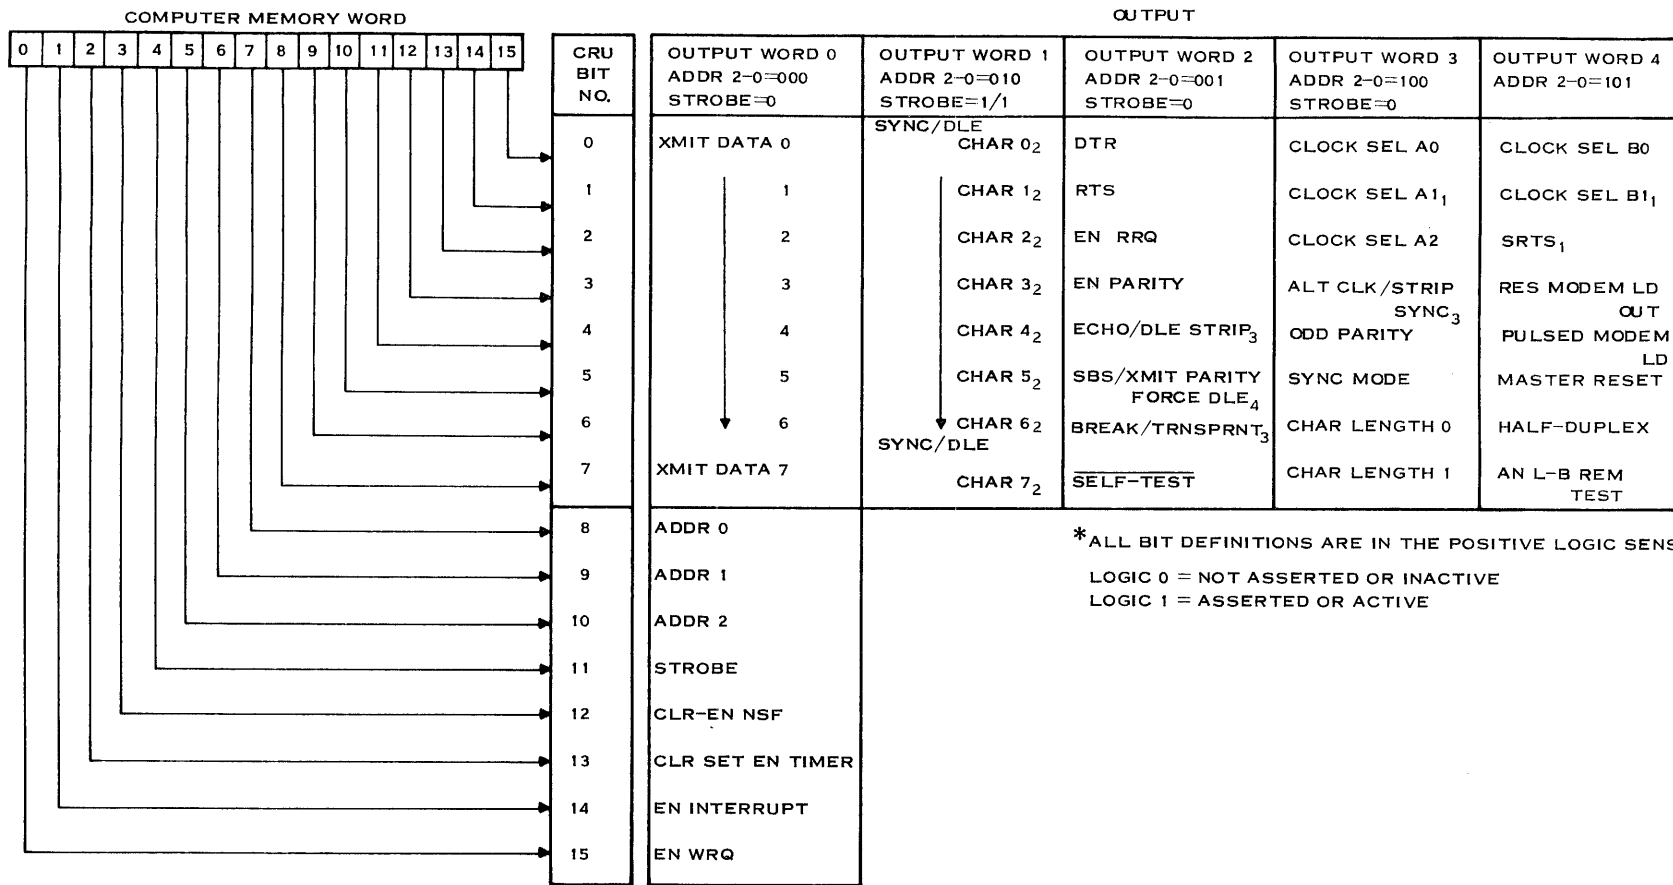 OUTPUT
COMPUTER MEMORY WORD
0 1 2 3 4 5 6 7 8 9 10 11 12 13 14 15
CRU BIT NO.
OUTPUT WORD 0 ADDR 2-0=000 STROBE=0
OUTPUT WORD 1 ADDR 2-0=010 STROBE=1/1
OUTPUT WORD 2 ADDR 2-0=001 STROBE=0
OUTPUT WORD 3 ADDR 2-0=100 STROBE=0
OUTPUT WORD 4 ADDR 2-0=101
0 XMIT DATA 0 SYNC/DLE CHAR 0₂ DTR CLOCK SEL A0 CLOCK SEL B0
1 1 CHAR 1₂ RTS CLOCK SEL A1₁ CLOCK SEL B1₁
2 2 CHAR 2₂ EN RRQ CLOCK SEL A2 SRTS₁
3 3 CHAR 3₂ EN PARITY ALT CLK/STRIP SYNC₃ RES MODEM LD OUT
4 4 CHAR 4₂ ECHO/DLE STRIP₃ ODD PARITY PULSED MODEM LD
5 5 CHAR 5₂ SBS/XMIT PARITY FORCE DLE₄ SYNC MODE MASTER RESET
6 6 CHAR 6₂ BREAK/TRNSPRNT₃ CHAR LENGTH 0 HALF-DUPLEX
7 XMIT DATA 7 SYNC/DLE CHAR 7₂ SELF-TEST CHAR LENGTH 1 AN L-B REM TEST
8 ADDR 0
9 ADDR 1
10 ADDR 2
11 STROBE
12 CLR-EN NSF
13 CLR SET EN TIMER
14 EN INTERRUPT
15 EN WRQ
*ALL BIT DEFINITIONS ARE IN THE POSITIVE LOGIC SENS
LOGIC 0 = NOT ASSERTED OR INACTIVE
LOGIC 1 = ASSERTED OR ACTIVE